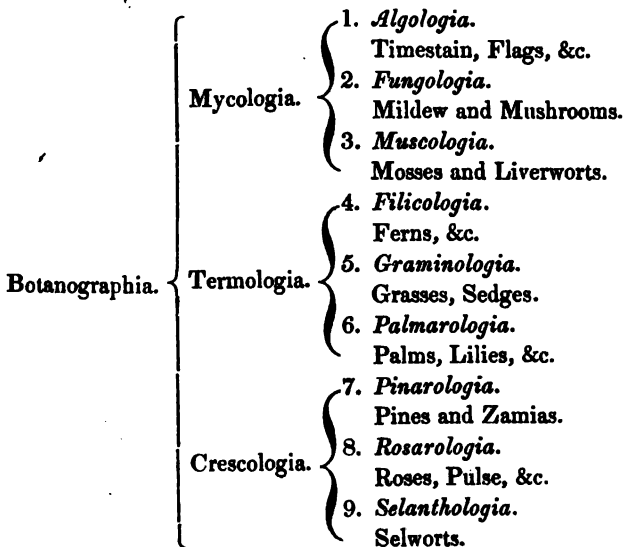 1. Algologia.
Timestain, Flags, &c.
2. Fungologia.
Mycologia.
Mildew and Mushrooms.
3. Muscologia.
Mosses and Liverworts.
4. Filicologia.
Ferns, &c.
5. Graminologia.
Botanographia. Termologia.
Grasses, Sedges.
6. Palmarologia.
Palms, Lilies, &c.
7. Pinarologia.
Pines and Zamias.
8. Rosarologia.
Crescologia.
Roses, Pulse, &c.
9. Selanthologia.
Selworts.